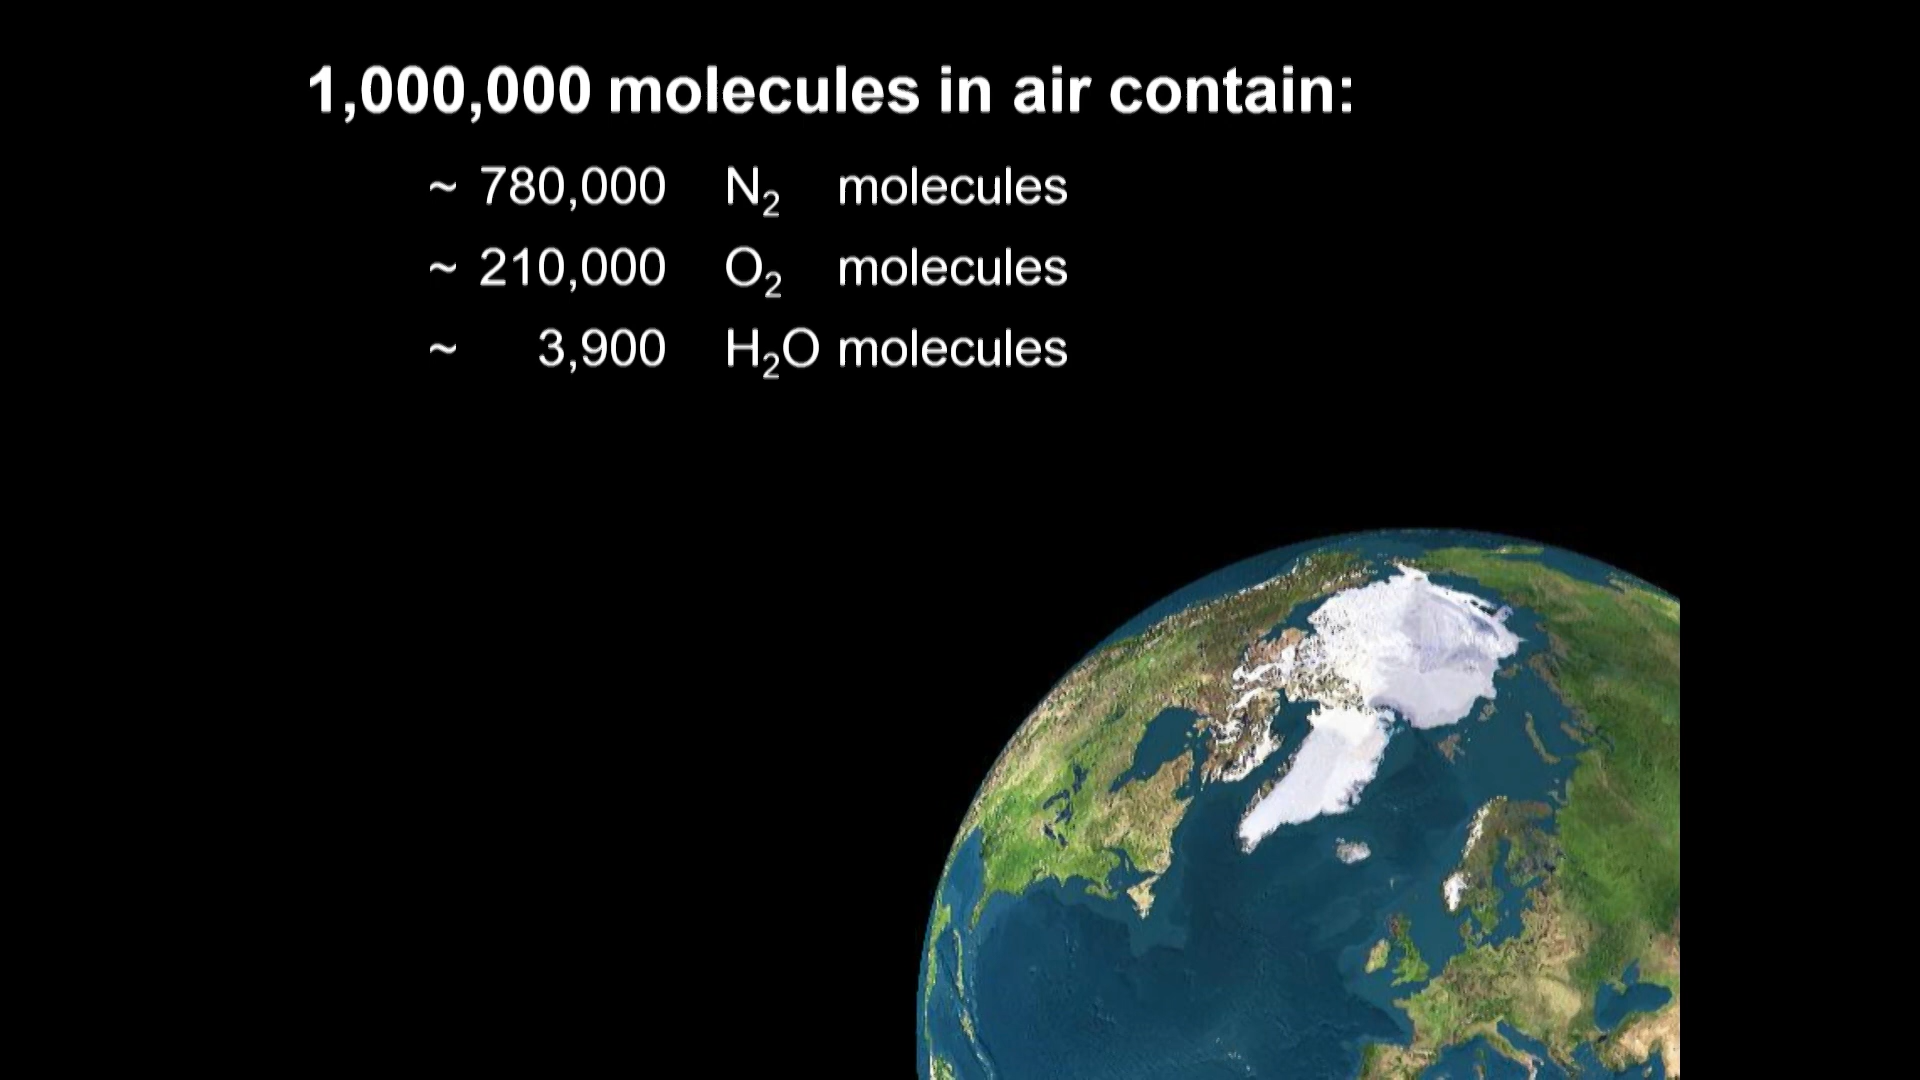 1,000,000 molecules in air contain:
~ 780,000 N₂ molecules
~ 210,000 O₂ molecules
~ 3,900 H₂O molecules